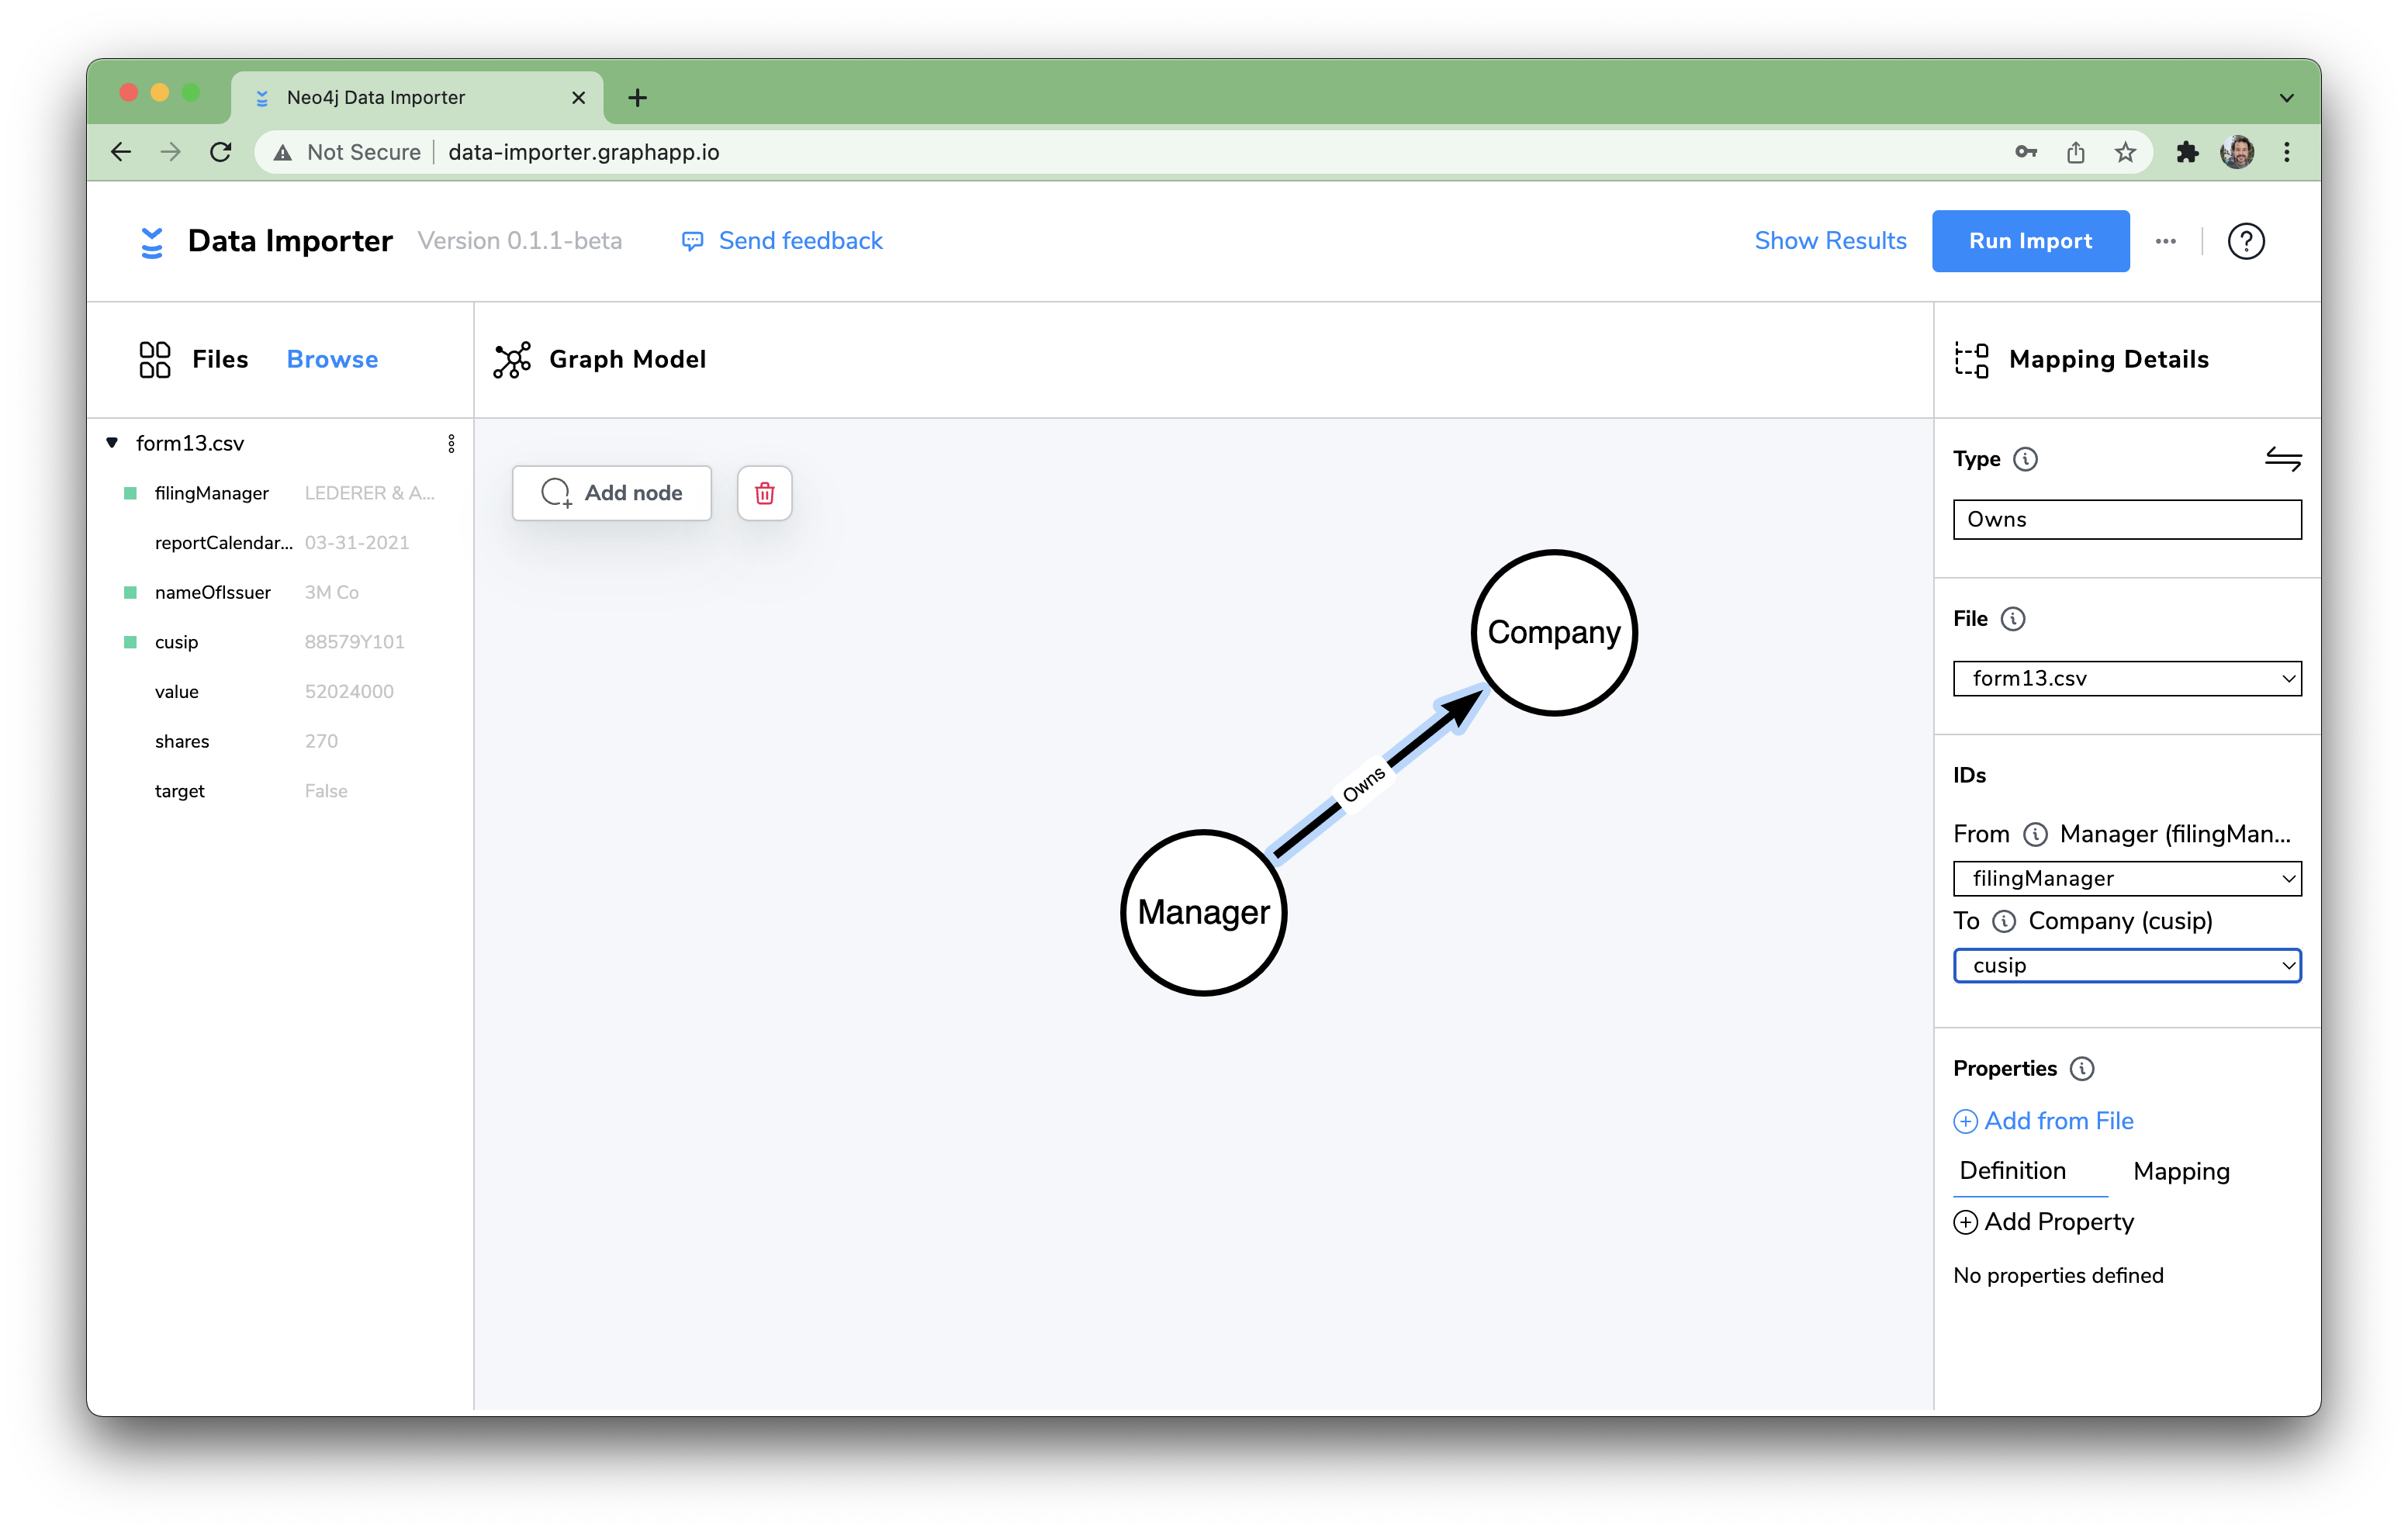 Neo4j Data Importer
Not Secure data-importer.graphapp.io
Data Importer Version 0.1.1-beta Send feedback Show Results Run Import
Files Browse
form13.csv
filingManager LEDERER & A...
reportCalendar... 03-31-2021
nameOfIssuer 3M Co
cusip 88579Y101
value 52024000
shares 270
target False
Graph Model
Add node
Company
Owns
Manager
Mapping Details
Type
Owns
File
form13.csv
IDs
From Manager (filingMan...
filingManager
To Company (cusip)
cusip
Properties
Add from File
Definition Mapping
Add Property
No properties defined